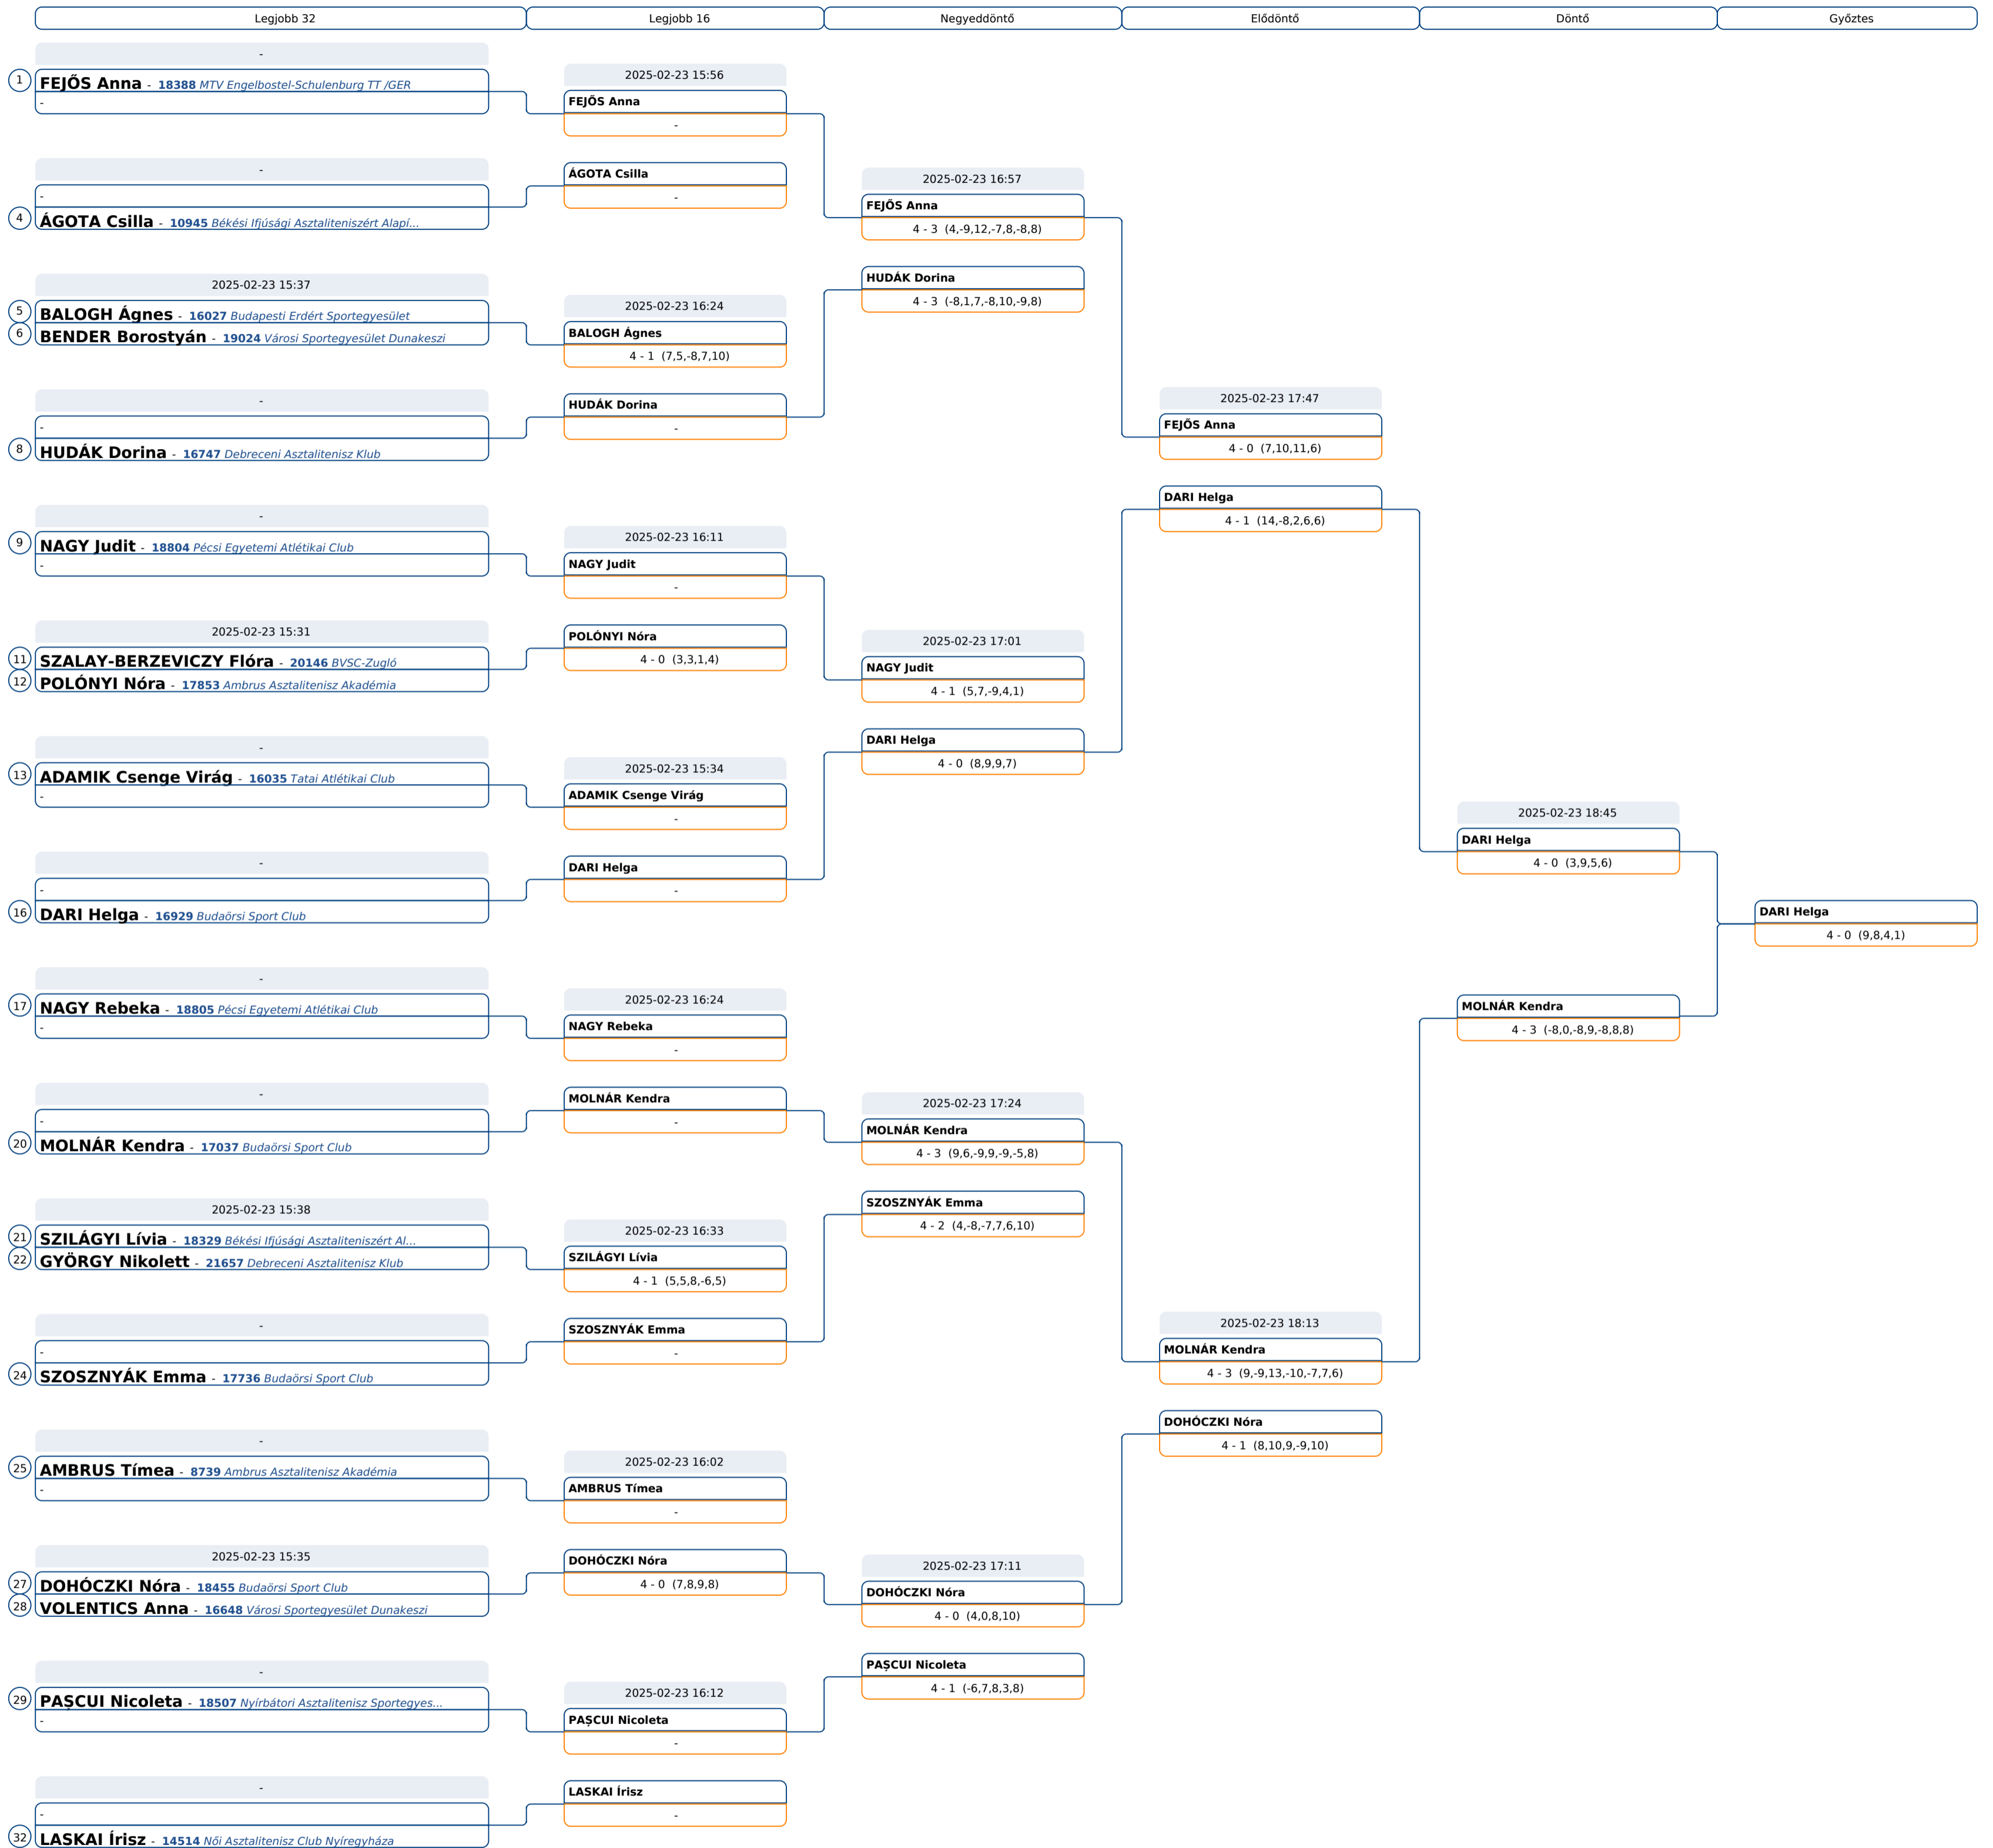 Legjobb 32
Legjobb 16
Negyeddöntő
Elődöntő
Döntő
Győztes
-
1 FEJŐS Anna - 18388 MTV Engelbostel-Schulenburg TT /GER
-
-
-
4 ÁGOTA Csilla - 10945 Békési Ifjúsági Asztaliteniszért Alapí...
2025-02-23 15:37
5 BALOGH Ágnes - 16027 Budapesti Erdért Sportegyesület
6 BENDER Borostyán - 19024 Városi Sportegyesület Dunakeszi
-
-
8 HUDÁK Dorina - 16747 Debreceni Asztalitenisz Klub
-
9 NAGY Judit - 18804 Pécsi Egyetemi Atlétikai Club
-
2025-02-23 15:31
11 SZALAY-BERZEVICZY Flóra - 20146 BVSC-Zugló
12 POLÓNYI Nóra - 17853 Ambrus Asztalitenisz Akadémia
-
13 ADAMIK Csenge Virág - 16035 Tatai Atlétikai Club
-
-
-
16 DARI Helga - 16929 Budaörsi Sport Club
-
17 NAGY Rebeka - 18805 Pécsi Egyetemi Atlétikai Club
-
-
-
20 MOLNÁR Kendra - 17037 Budaörsi Sport Club
2025-02-23 15:38
21 SZILÁGYI Lívia - 18329 Békési Ifjúsági Asztaliteniszért Al...
22 GYÖRGY Nikolett - 21657 Debreceni Asztalitenisz Klub
-
-
24 SZOSZNYÁK Emma - 17736 Budaörsi Sport Club
-
25 AMBRUS Tímea - 8739 Ambrus Asztalitenisz Akadémia
-
2025-02-23 15:35
27 DOHÓCZKI Nóra - 18455 Budaörsi Sport Club
28 VOLENTICS Anna - 16648 Városi Sportegyesület Dunakeszi
-
29 PAȘCUI Nicoleta - 18507 Nyírbátori Asztalitenisz Sportegyes...
-
-
-
32 LASKAI Írisz - 14514 Női Asztalitenisz Club Nyíregyháza
2025-02-23 15:56
FEJŐS Anna
-
ÁGOTA Csilla
-
2025-02-23 16:24
BALOGH Ágnes
4 - 1 (7,5,-8,7,10)
HUDÁK Dorina
-
2025-02-23 16:11
NAGY Judit
-
POLÓNYI Nóra
4 - 0 (3,3,1,4)
2025-02-23 15:34
ADAMIK Csenge Virág
-
DARI Helga
-
2025-02-23 16:24
NAGY Rebeka
-
MOLNÁR Kendra
-
2025-02-23 16:33
SZILÁGYI Lívia
4 - 1 (5,5,8,-6,5)
SZOSZNYÁK Emma
-
2025-02-23 16:02
AMBRUS Tímea
-
DOHÓCZKI Nóra
4 - 0 (7,8,9,8)
2025-02-23 16:12
PAȘCUI Nicoleta
-
LASKAI Írisz
-
2025-02-23 16:57
FEJŐS Anna
4 - 3 (4,-9,12,-7,8,-8,8)
HUDÁK Dorina
4 - 3 (-8,1,7,-8,10,-9,8)
2025-02-23 17:01
NAGY Judit
4 - 1 (5,7,-9,4,1)
DARI Helga
4 - 0 (8,9,9,7)
2025-02-23 17:24
MOLNÁR Kendra
4 - 3 (9,6,-9,9,-9,-5,8)
SZOSZNYÁK Emma
4 - 2 (4,-8,-7,7,6,10)
2025-02-23 17:11
DOHÓCZKI Nóra
4 - 0 (4,0,8,10)
PAȘCUI Nicoleta
4 - 1 (-6,7,8,3,8)
2025-02-23 17:47
FEJŐS Anna
4 - 0 (7,10,11,6)
DARI Helga
4 - 1 (14,-8,2,6,6)
2025-02-23 18:13
MOLNÁR Kendra
4 - 3 (9,-9,13,-10,-7,7,6)
DOHÓCZKI Nóra
4 - 1 (8,10,9,-9,10)
2025-02-23 18:45
DARI Helga
4 - 0 (3,9,5,6)
MOLNÁR Kendra
4 - 3 (-8,0,-8,9,-8,8,8)
DARI Helga
4 - 0 (9,8,4,1)